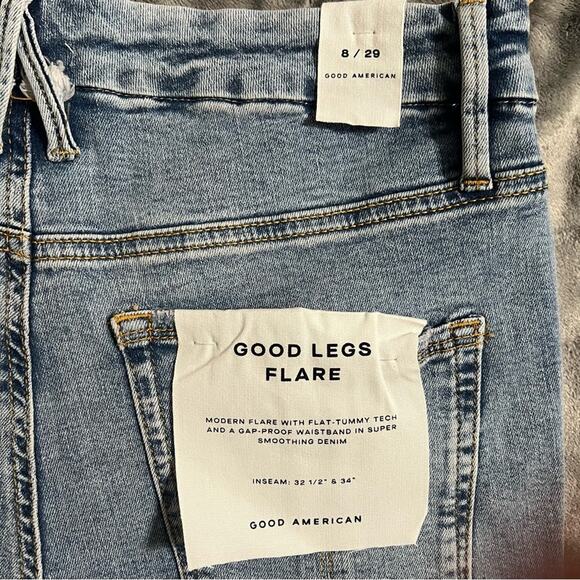 8 / 29
GOOD AMERICAN
GOOD LEGS
FLARE
MODERN FLARE WITH FLAT-TUMMY TECH
AND A GAP-PROOF WAISTBAND IN SUPER
SMOOTHING DENIM
INSEAM: 32 1/2" & 34"
GOOD AMERICAN